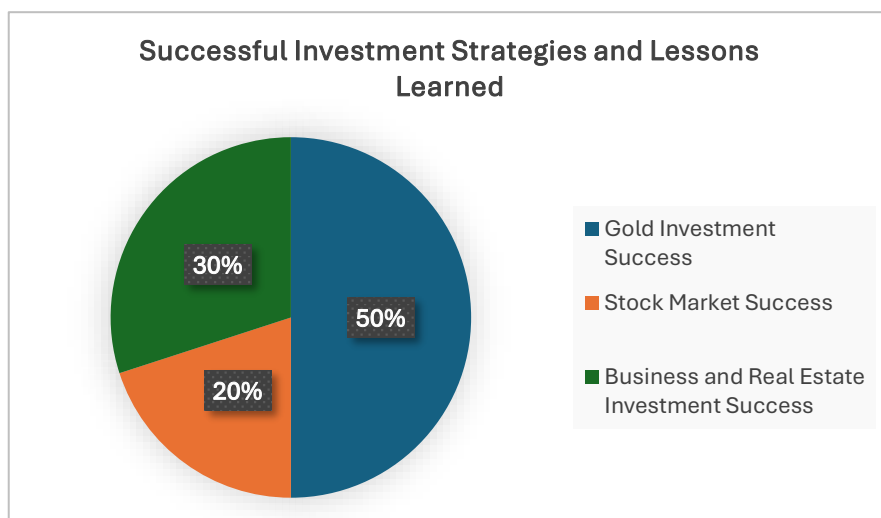 Successful Investment Strategies and Lessons
Learned
30%
50%
20%
Gold Investment
Success
Stock Market Success
Business and Real Estate
Investment Success